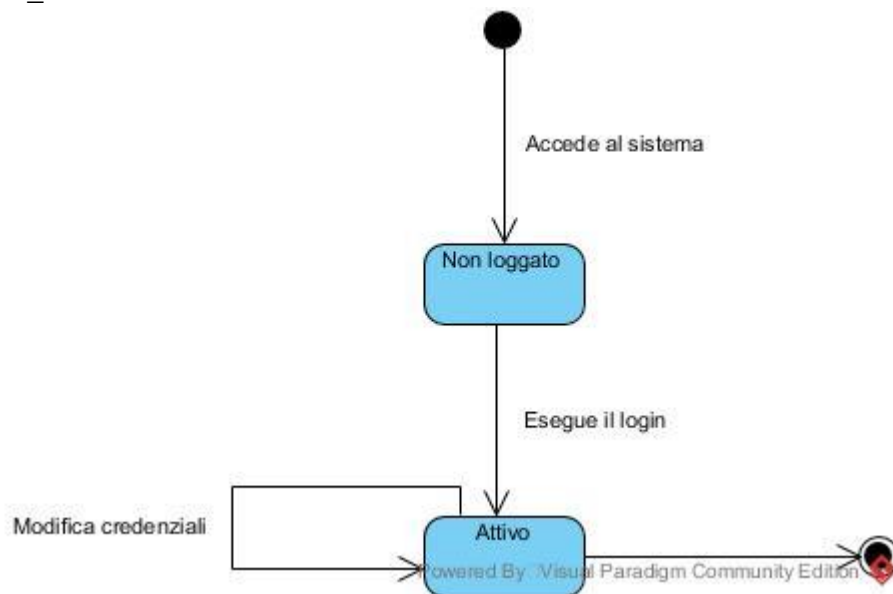 Accede al sistema
Non loggato
Esegue il login
Modifica credenziali
Attivo
Powered By Visual Paradigm Community Edition